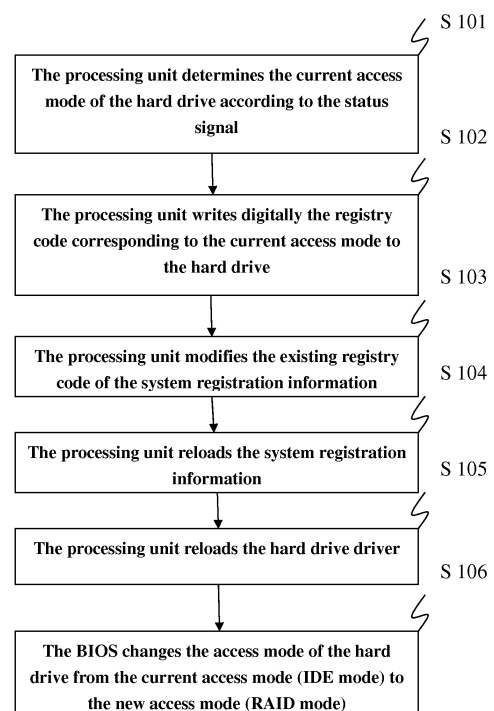 S 101
The processing unit determines the current access
mode of the hard drive according to the status
signal
S 102
The processing unit writes digitally the registry
code corresponding to the current access mode to
the hard drive
S 103
The processing unit modifies the existing registry
code of the system registration information
S 104
The processing unit reloads the system registration
information
S 105
The processing unit reloads the hard drive driver
S 106
The BIOS changes the access mode of the hard
drive from the current access mode (IDE mode) to
the new access mode (RAID mode)